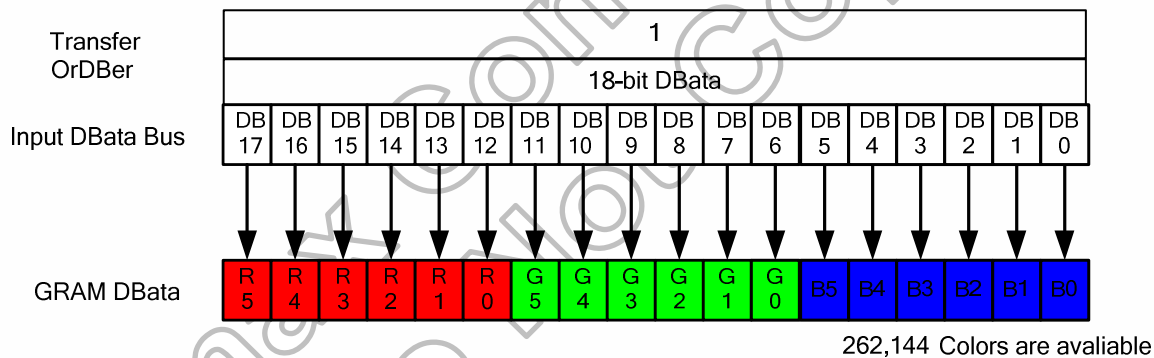 Transfer
OrDBer
1
18-bit DBata
Input DBata Bus
DB DB DB DB DB DB DB DB DB DB DB DB DB DB DB DB DB DB
17 16 15 14 13 12 11 10 9 8 7 6 5 4 3 2 1 0
GRAM DBata
R R R R R R G G G G G G B5 B4 B3 B2 B1 B0
5 4 3 2 1 0 5 4 3 2 1 0
262,144 Colors are avaliable